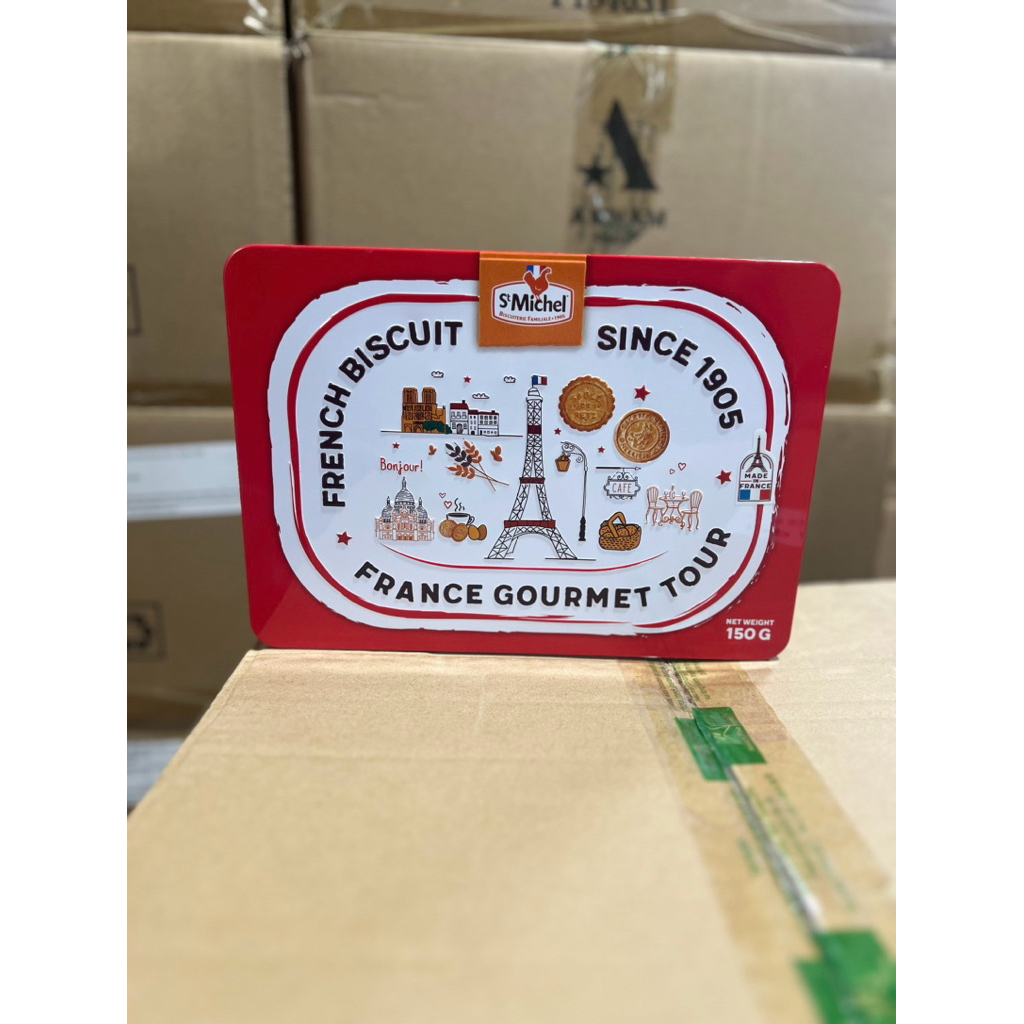 St Michel
BISCUITERIE FAMILIALE • 1905
FRENCH BISCUIT
SINCE 1905
Bonjour!
CAFE
MADE
IN
FRANCE
FRANCE GOURMET TOUR
NET WEIGHT
150 G
A